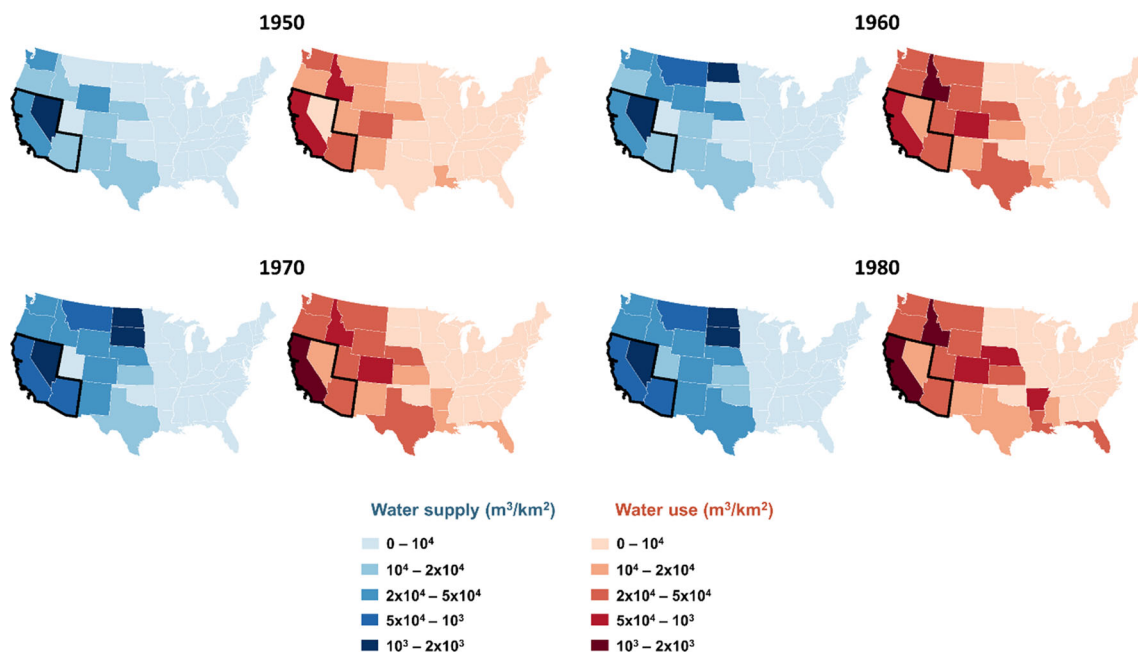 1950
1960
1970
1980
Water supply (m³/km²)
0 – 10⁴
10⁴ – 2x10⁴
2x10⁴ – 5x10⁴
5x10⁴ – 10³
10³ – 2x10³
Water use (m³/km²)
0 – 10⁴
10⁴ – 2x10⁴
2x10⁴ – 5x10⁴
5x10⁴ – 10³
10³ – 2x10³